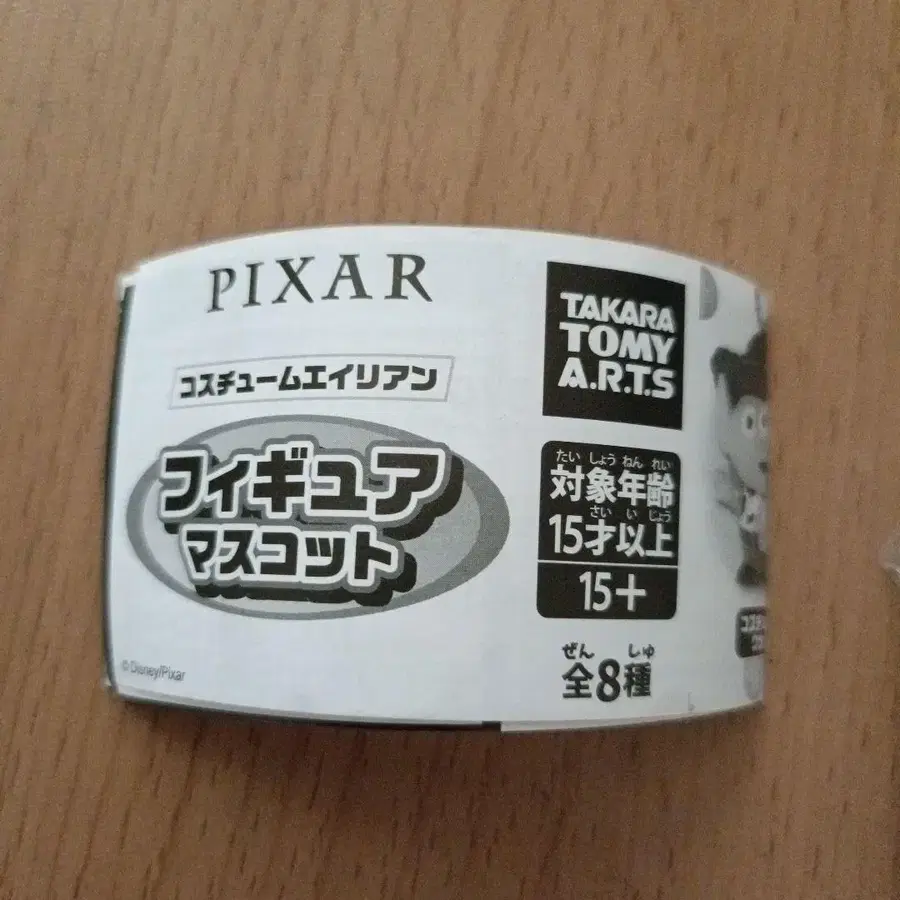 PIXAR
コスチュームエイリアン
フィギュア
マスコット
©Disney/Pixar
TAKARA
TOMY
A.R.T.S
たい しょう ねん れい
対象年齢
さい い じょう
15才以上
15+
ぜん しゅ
全8種